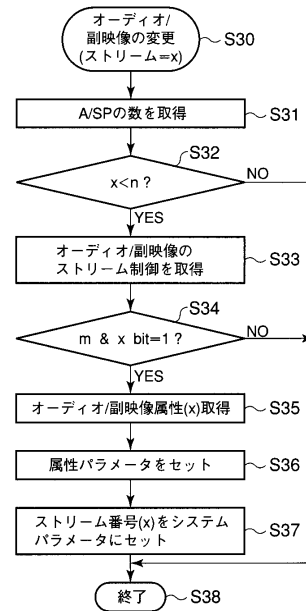 オーディオ/
副映像の変更
(ストリーム=x)
S30
A/SPの数を取得
S31
S32
x<n ?
NO
YES
オーディオ/副映像の
ストリーム制御を取得
S33
S34
m & x bit=1 ?
NO
YES
オーディオ/副映像属性(x)取得
S35
属性パラメータをセット
S36
ストリーム番号(x)をシステム
パラメータにセット
S37
終了
S38